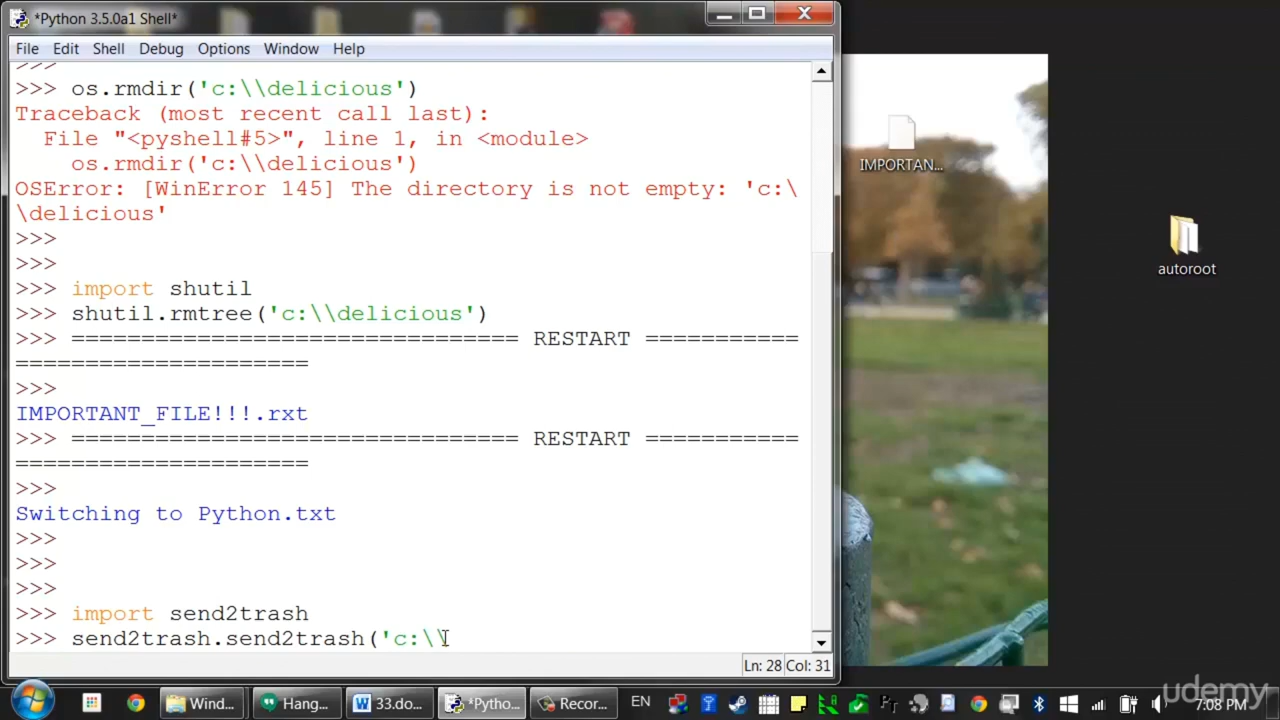 *Python 3.5.0a1 Shell*
File Edit Shell Debug Options Window Help
>>>
>>> os.rmdir('c:\\delicious')
Traceback (most recent call last):
File "<pyshell#5>", line 1, in <module>
os.rmdir('c:\\delicious')
OSError: [WinError 145] The directory is not empty: 'c:\
\delicious'
>>>
>>>
>>> import shutil
>>> shutil.rmtree('c:\\delicious')
>>> ================================ RESTART ===========
=====================
>>>
IMPORTANT_FILE!!!.rxt
>>> ================================ RESTART ===========
=====================
>>>
Switching to Python.txt
>>>
>>>
>>>
>>> import send2trash
>>> send2trash.send2trash('c:\\
Ln: 28 Col: 31
IMPORTAN...
autoroot
Wind...
Hang...
33.do...
*Pytho...
Recor...
EN
7:08 PM
udemy